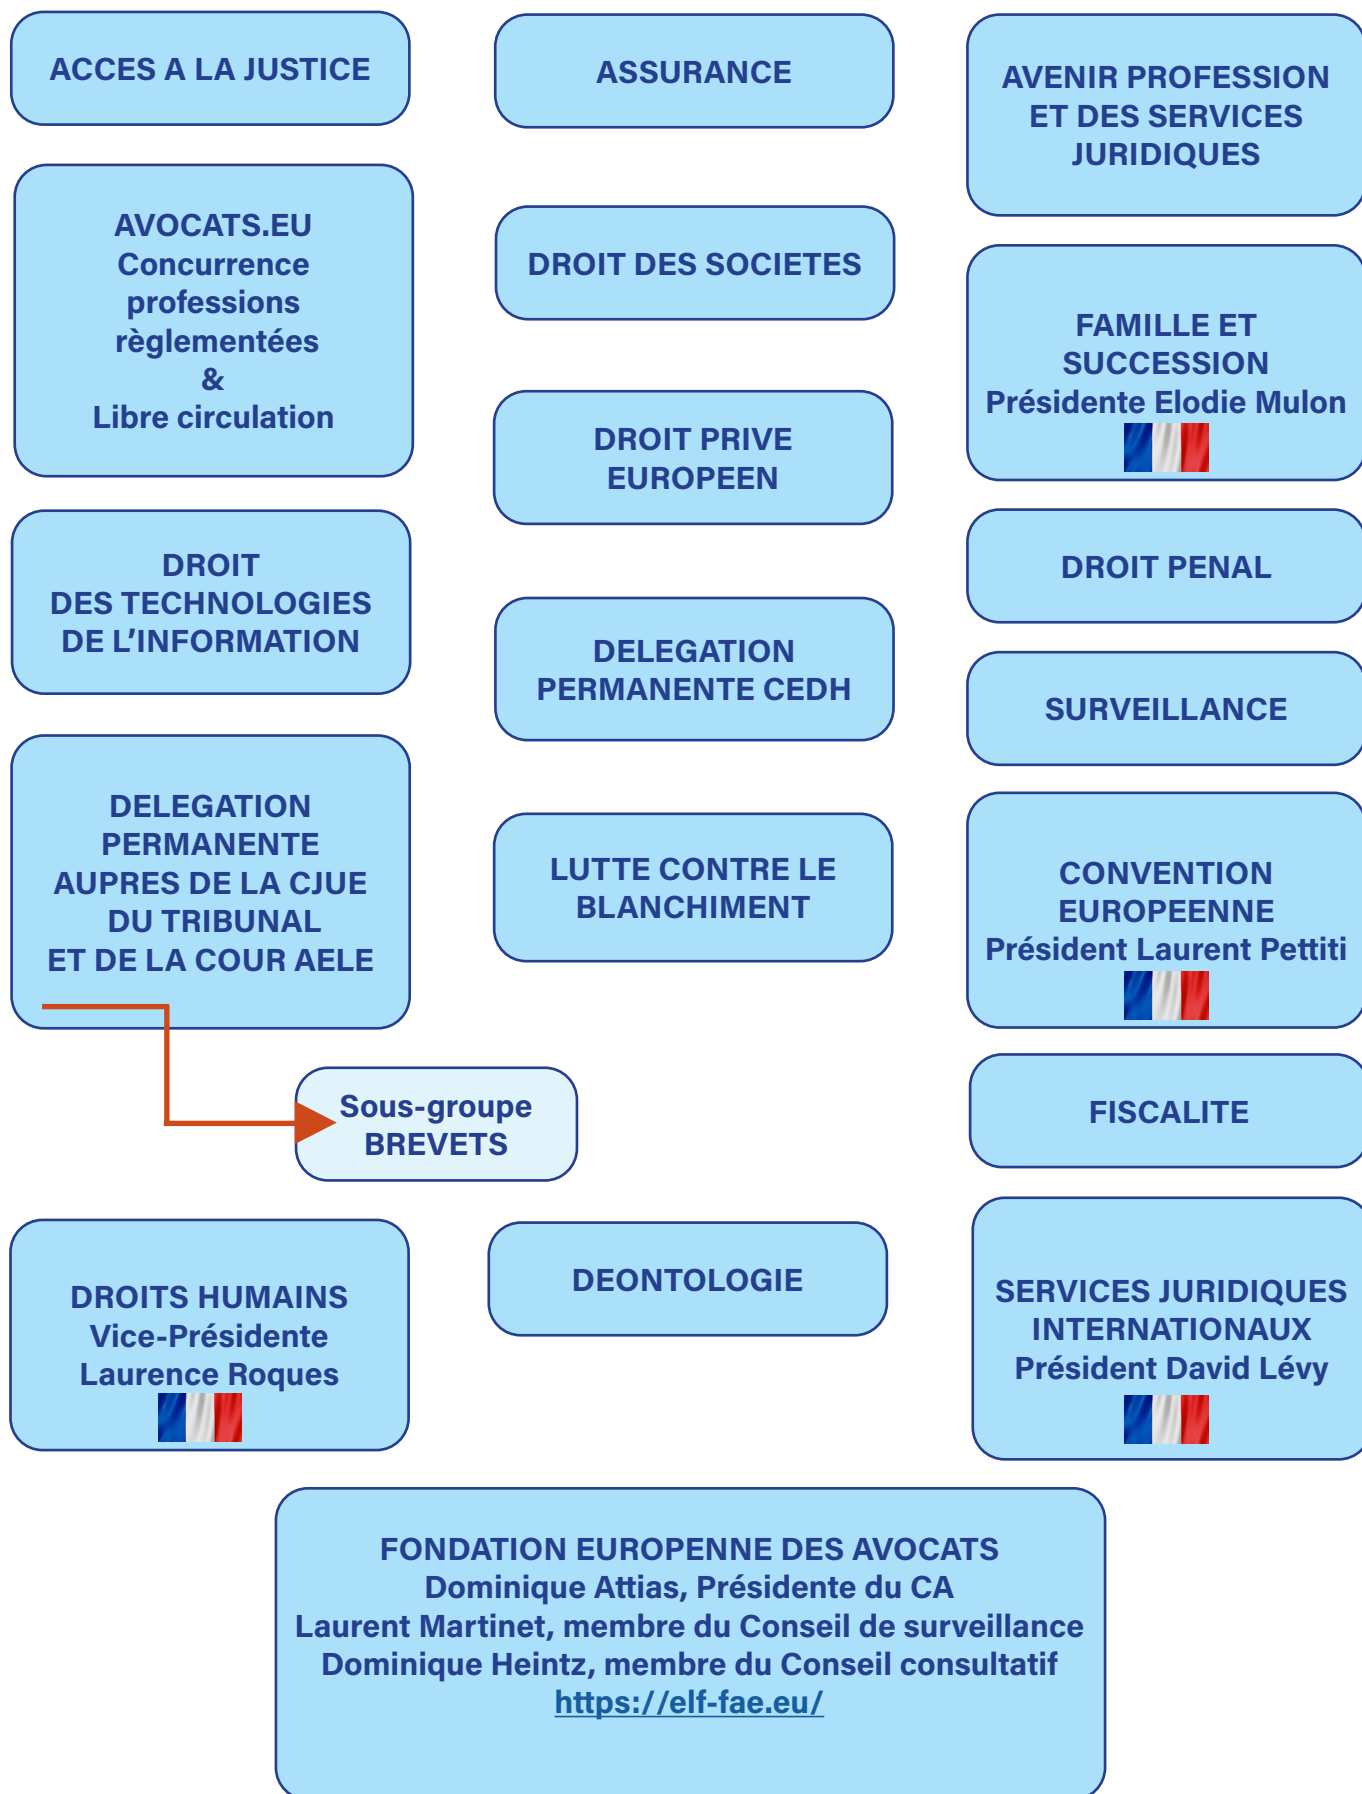 ACCES A LA JUSTICE
ASSURANCE
AVENIR PROFESSION
ET DES SERVICES
JURIDIQUES
AVOCATS.EU
Concurrence
professions
règlementées
&
Libre circulation
DROIT DES SOCIETES
FAMILLE ET
SUCCESSION
Présidente Elodie Mulon
DROIT PRIVE
EUROPEEN
DROIT
DES TECHNOLOGIES
DE L’INFORMATION
DROIT PENAL
DELEGATION
PERMANENTE CEDH
SURVEILLANCE
DELEGATION
PERMANENTE
AUPRES DE LA CJUE
DU TRIBUNAL
ET DE LA COUR AELE
LUTTE CONTRE LE
BLANCHIMENT
CONVENTION
EUROPEENNE
Président Laurent Pettiti
Sous-groupe
BREVETS
FISCALITE
DROITS HUMAINS
Vice-Présidente
Laurence Roques
DEONTOLOGIE
SERVICES JURIDIQUES
INTERNATIONAUX
Président David Lévy
FONDATION EUROPENNE DES AVOCATS
Dominique Attias, Présidente du CA
Laurent Martinet, membre du Conseil de surveillance
Dominique Heintz, membre du Conseil consultatif
https://elf-fae.eu/